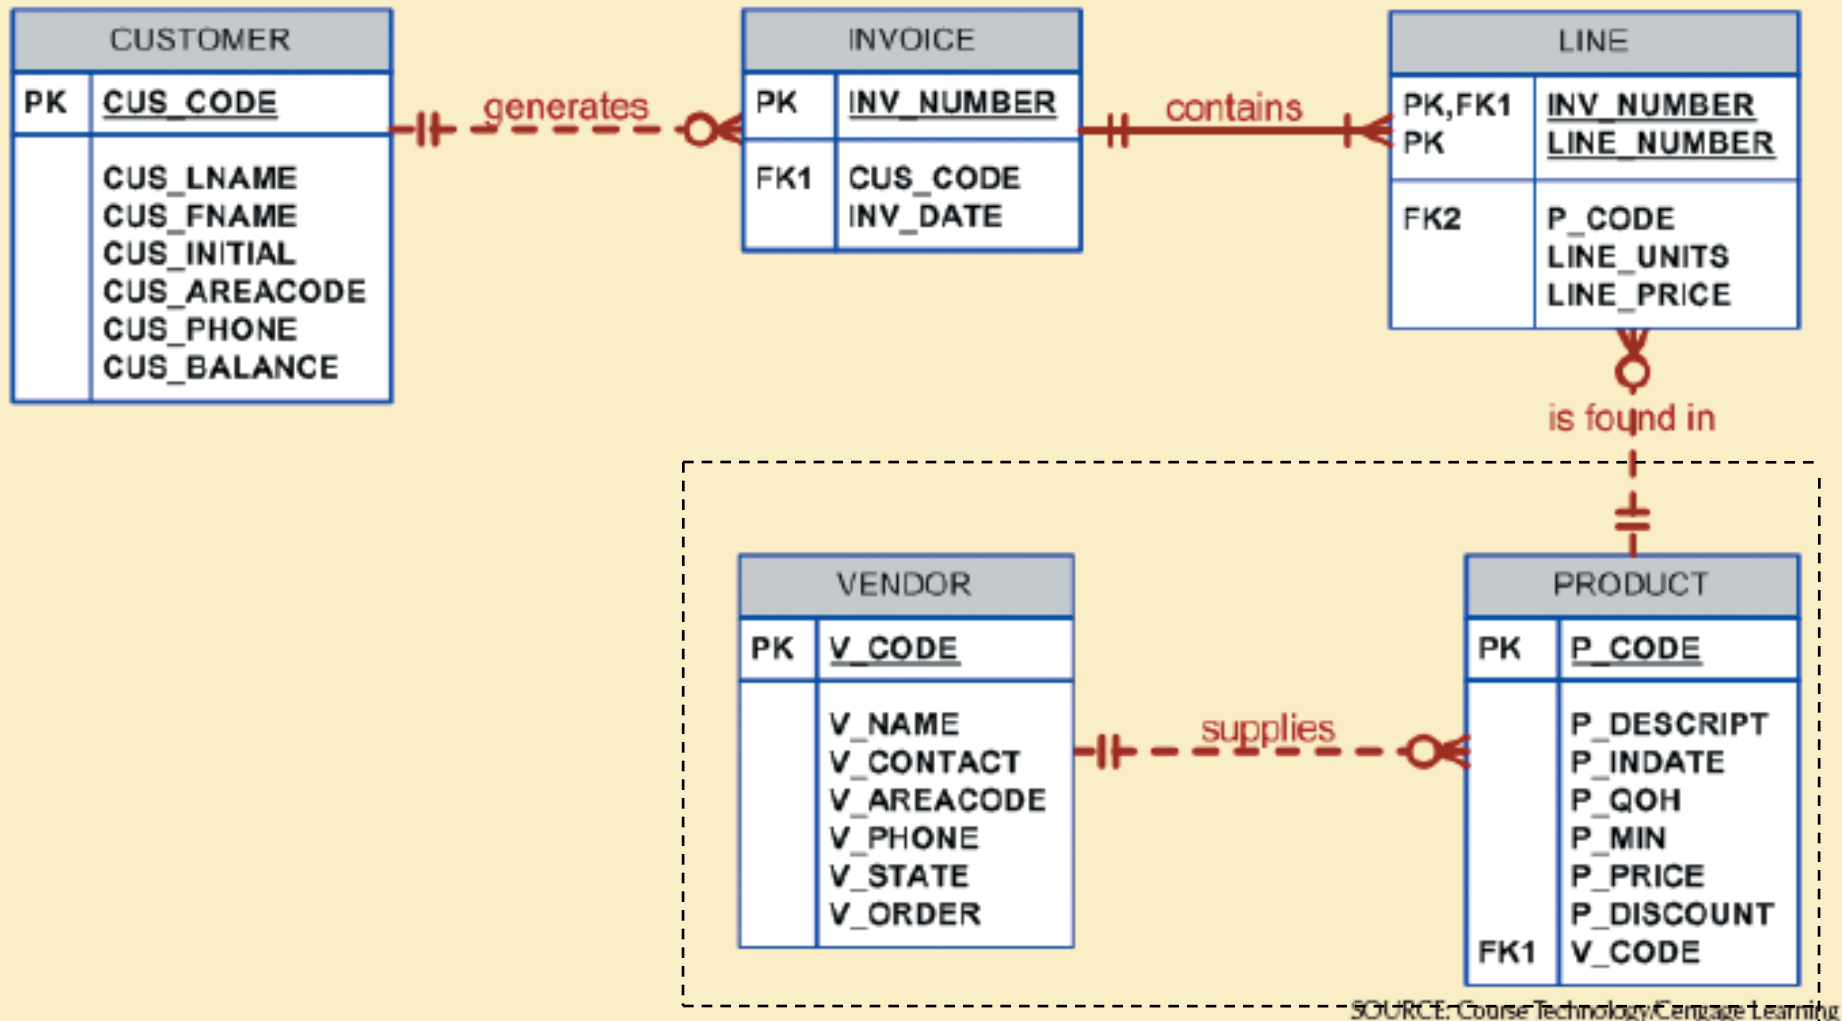 CUSTOMER
PK CUS_CODE
CUS_LNAME
CUS_FNAME
CUS_INITIAL
CUS_AREACODE
CUS_PHONE
CUS_BALANCE
generates
INVOICE
PK INV_NUMBER
FK1 CUS_CODE
INV_DATE
contains
LINE
PK,FK1 INV_NUMBER
PK LINE_NUMBER
FK2 P_CODE
LINE_UNITS
LINE_PRICE
is found in
VENDOR
PK V_CODE
V_NAME
V_CONTACT
V_AREACODE
V_PHONE
V_STATE
V_ORDER
supplies
PRODUCT
PK P_CODE
P_DESCRIPT
P_INDATE
P_QOH
P_MIN
P_PRICE
P_DISCOUNT
FK1 V_CODE
SOURCE: Course Technology/Cengage Learning